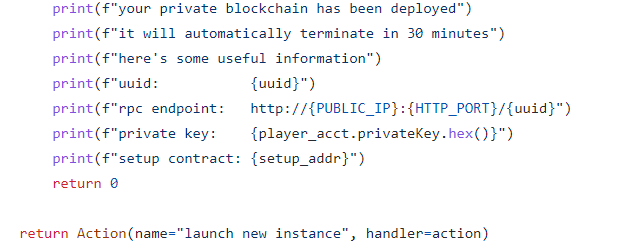 print(f"your private blockchain has been deployed")
print(f"it will automatically terminate in 30 minutes")
print(f"here's some useful information")
print(f"uuid:           {uuid}")
print(f"rpc endpoint:   http://{PUBLIC_IP}:{HTTP_PORT}/{uuid}")
print(f"private key:    {player_acct.privateKey.hex()}")
print(f"setup contract: {setup_addr}")
return 0
return Action(name="launch new instance", handler=action)